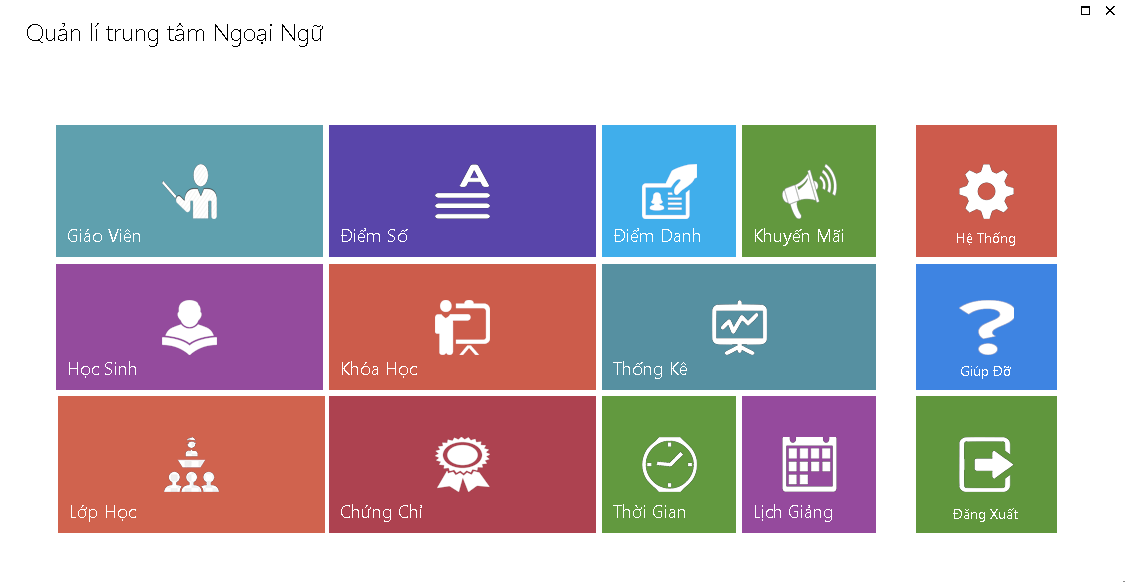 Quản lí trung tâm Ngoại Ngữ
Giáo Viên
Điểm Số
Điểm Danh
Khuyến Mãi
Hệ Thống
Học Sinh
Khóa Học
Thống Kê
Giúp Đỡ
Lớp Học
Chứng Chỉ
Thời Gian
Lịch Giảng
Đăng Xuất